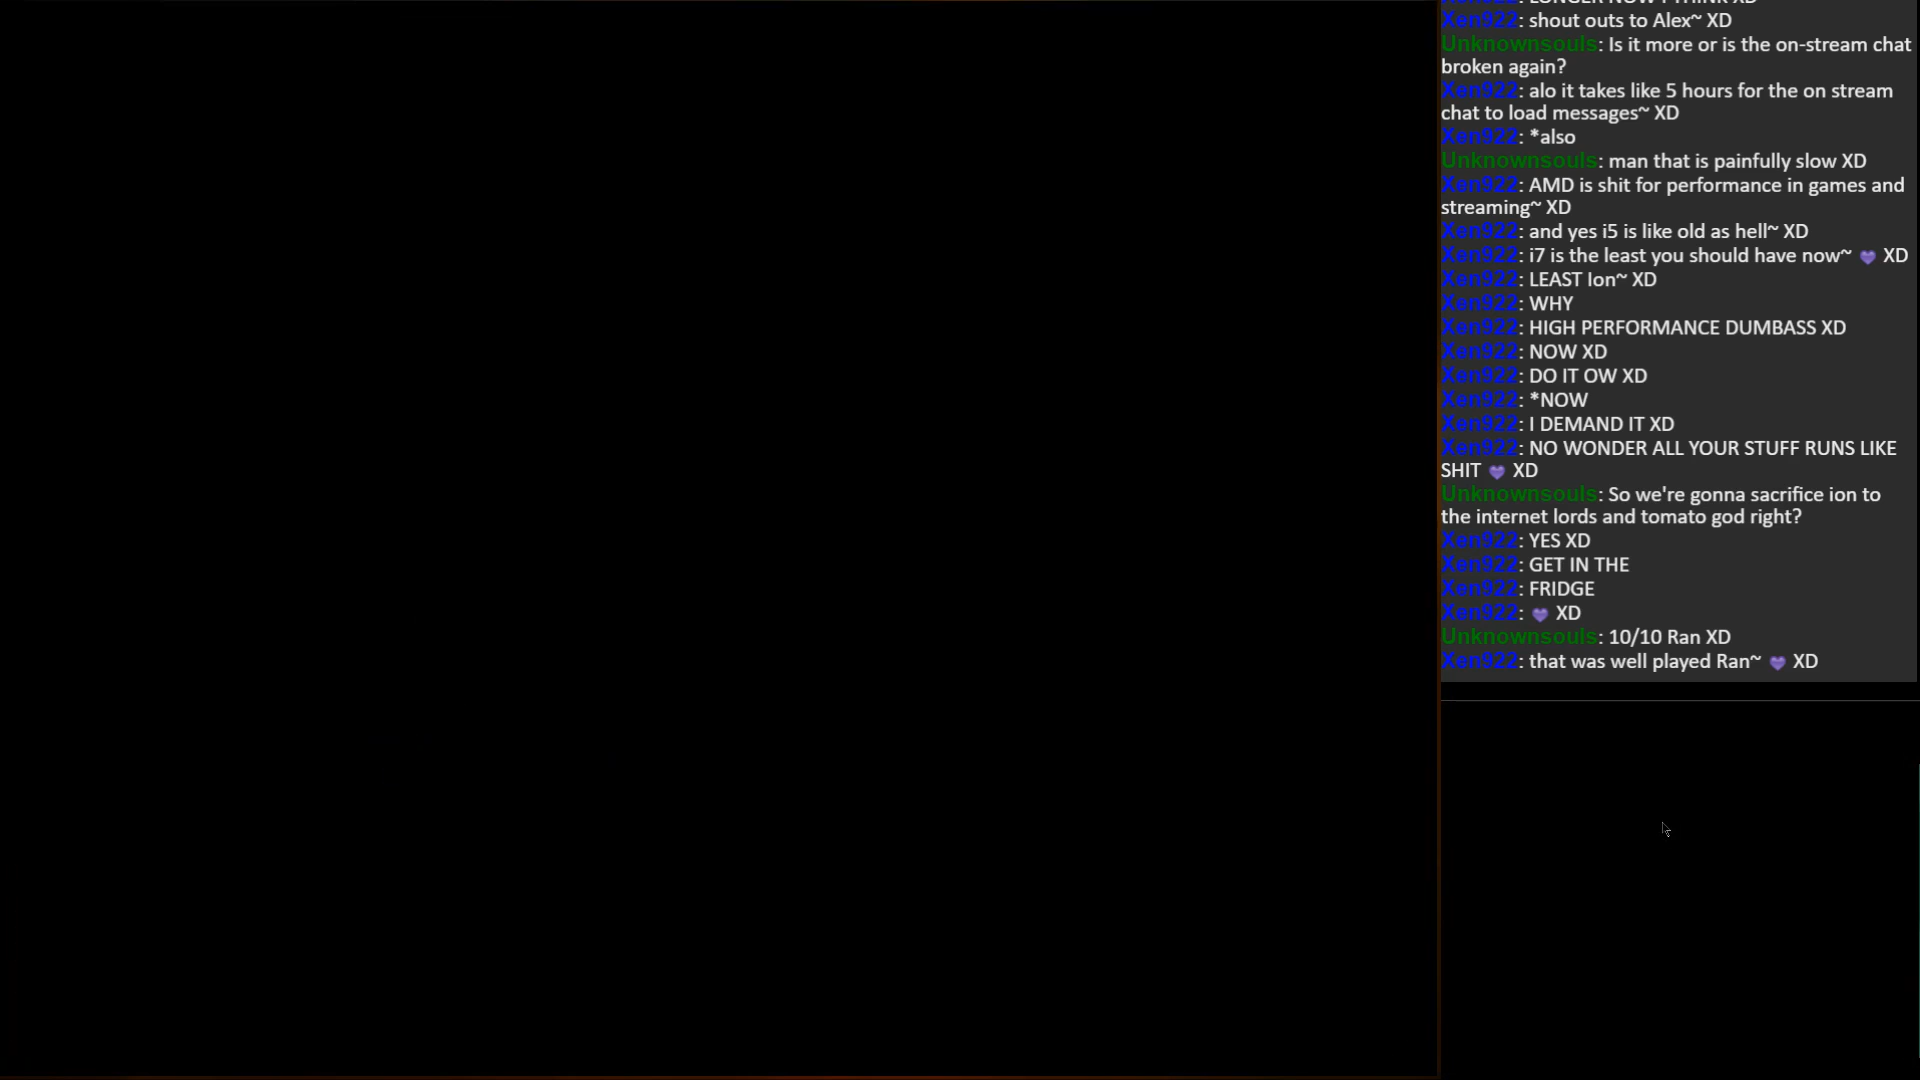 Xen922: LONGER NOW I THINK XD
Xen922: shout outs to Alex~ XD
Unknownsouls: Is it more or is the on-stream chat
broken again?
Xen922: alo it takes like 5 hours for the on stream
chat to load messages~ XD
Xen922: *also
Unknownsouls: man that is painfully slow XD
Xen922: AMD is shit for performance in games and
streaming~ XD
Xen922: and yes i5 is like old as hell~ XD
Xen922: i7 is the least you should have now~ 💜 XD
Xen922: LEAST Ion~ XD
Xen922: WHY
Xen922: HIGH PERFORMANCE DUMBASS XD
Xen922: NOW XD
Xen922: DO IT OW XD
Xen922: *NOW
Xen922: I DEMAND IT XD
Xen922: NO WONDER ALL YOUR STUFF RUNS LIKE
SHIT 💜 XD
Unknownsouls: So we're gonna sacrifice ion to
the internet lords and tomato god right?
Xen922: YES XD
Xen922: GET IN THE
Xen922: FRIDGE
Xen922: 💜 XD
Unknownsouls: 10/10 Ran XD
Xen922: that was well played Ran~ 💜 XD